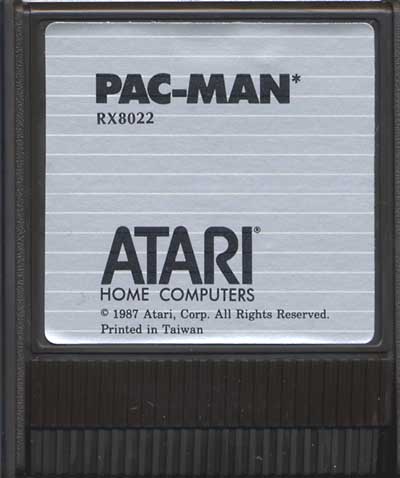 PAC-MAN*
RX8022
ATARI®
HOME COMPUTERS
© 1987 Atari, Corp. All Rights Reserved.
Printed in Taiwan